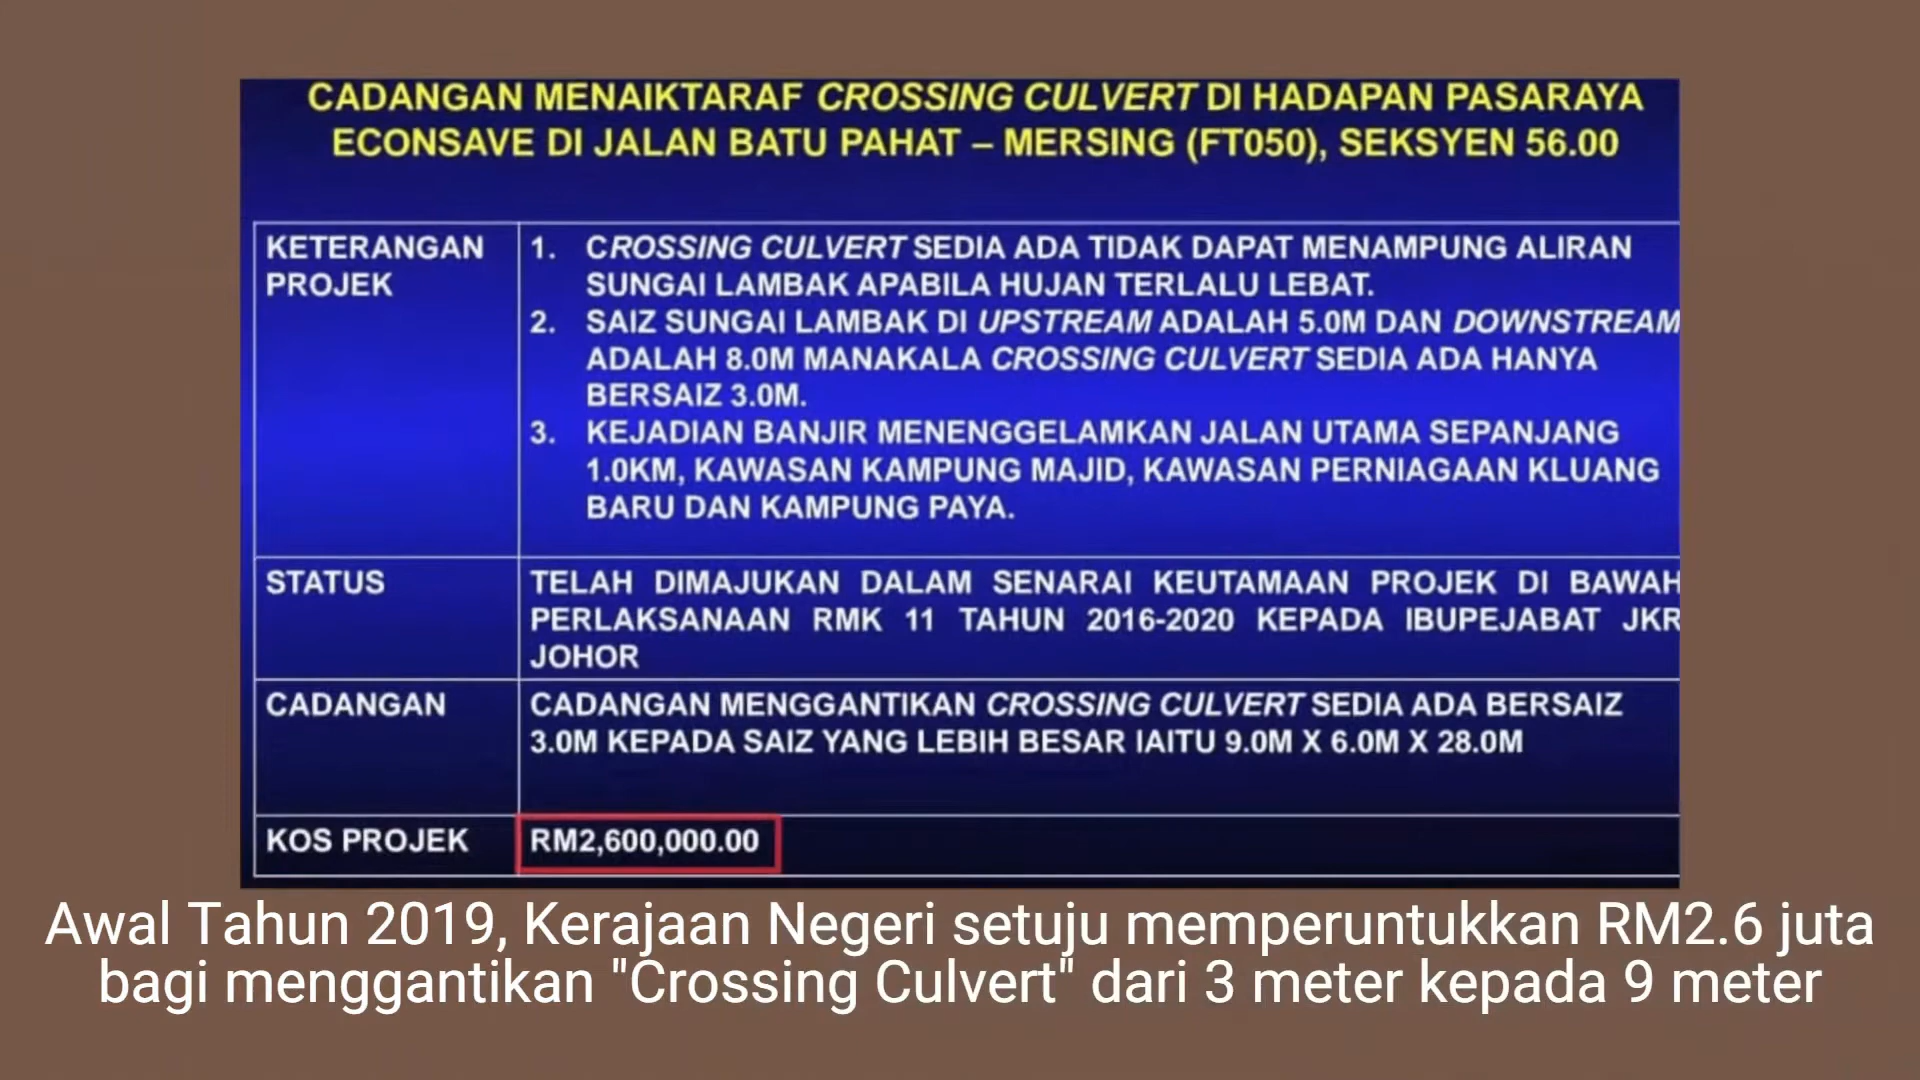 CADANGAN MENAIKTARAF CROSSING CULVERT DI HADAPAN PASARAYA
ECONSAVE DI JALAN BATU PAHAT – MERSING (FT050), SEKSYEN 56.00
KETERANGAN
PROJEK
1. CROSSING CULVERT SEDIA ADA TIDAK DAPAT MENAMPUNG ALIRAN
SUNGAI LAMBAK APABILA HUJAN TERLALU LEBAT.
2. SAIZ SUNGAI LAMBAK DI UPSTREAM ADALAH 5.0M DAN DOWNSTREAM
ADALAH 8.0M MANAKALA CROSSING CULVERT SEDIA ADA HANYA
BERSAIZ 3.0M.
3. KEJADIAN BANJIR MENENGGELAMKAN JALAN UTAMA SEPANJANG
1.0KM, KAWASAN KAMPUNG MAJID, KAWASAN PERNIAGAAN KLUANG
BARU DAN KAMPUNG PAYA.
STATUS
TELAH DIMAJUKAN DALAM SENARAI KEUTAMAAN PROJEK DI BAWAH
PERLAKSANAAN RMK 11 TAHUN 2016-2020 KEPADA IBUPEJABAT JKR
JOHOR
CADANGAN
CADANGAN MENGGANTIKAN CROSSING CULVERT SEDIA ADA BERSAIZ
3.0M KEPADA SAIZ YANG LEBIH BESAR IAITU 9.0M X 6.0M X 28.0M
KOS PROJEK
RM2,600,000.00
Awal Tahun 2019, Kerajaan Negeri setuju memperuntukkan RM2.6 juta
bagi menggantikan "Crossing Culvert" dari 3 meter kepada 9 meter